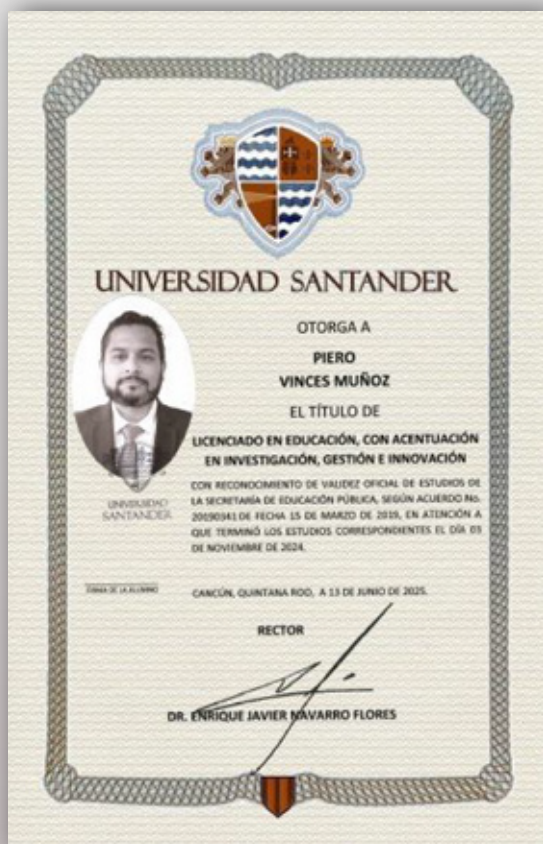 UNIVERSIDAD SANTANDER
OTORGA A
PIERO
VINCES MUÑOZ
EL TÍTULO DE
LICENCIADO EN EDUCACIÓN, CON ACENTUACIÓN
EN INVESTIGACIÓN, GESTIÓN E INNOVACIÓN
CON RECONOCIMIENTO DE VALIDEZ OFICIAL DE ESTUDIOS DE
LA SECRETARÍA DE EDUCACIÓN PÚBLICA, SEGÚN ACUERDO No.
20190341 DE FECHA 15 DE MARZO DE 2019, EN ATENCIÓN A
QUE TERMINÓ LOS ESTUDIOS CORRESPONDIENTES EL DÍA 03
DE NOVIEMBRE DE 2024.
UNIVERSIDAD
SANTANDER
FIRMA DE LA ALUMNO
CANCÚN, QUINTANA ROO, A 13 DE JUNIO DE 2025.
RECTOR
DR. ENRIQUE JAVIER NAVARRO FLORES